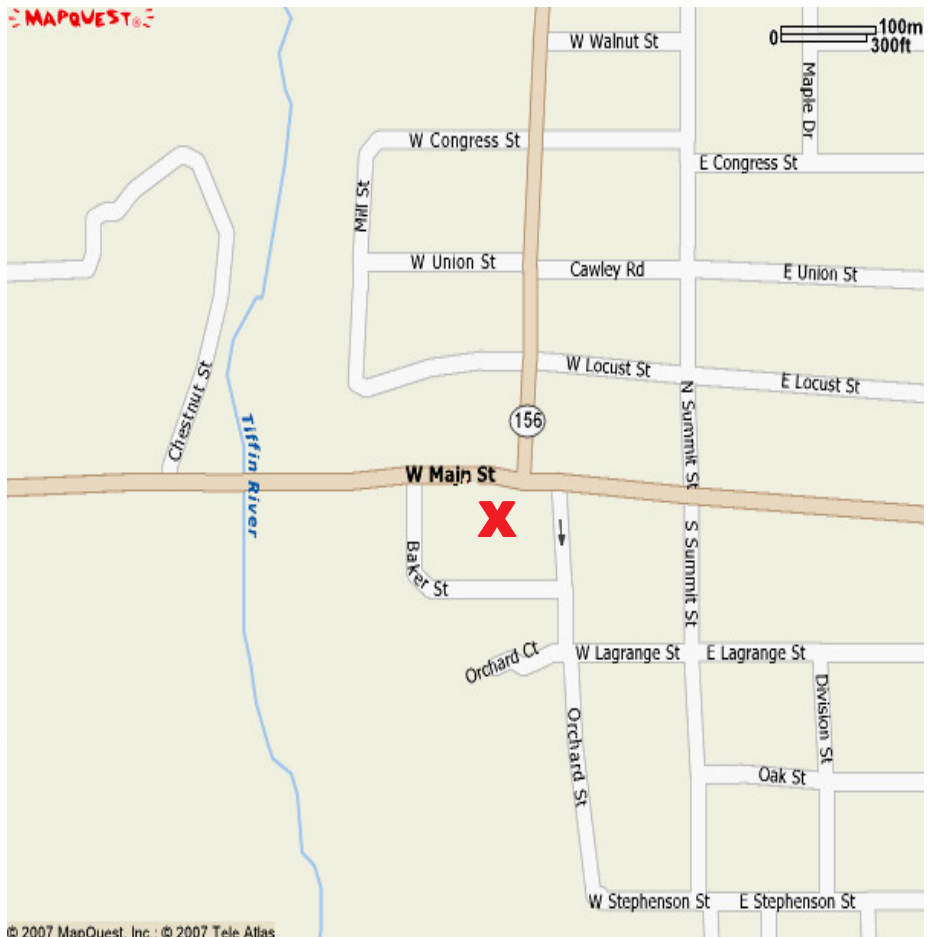 MAPQUEST®
100m
0
300ft
W Walnut St
Maple Dr
W Congress St
E Congress St
Mill St
W Union St
Cawley Rd
E Union St
W Locust St
E Locust St
Chestnut St
N Summit St
156
Tiffin River
W Main St
X
S Summit St
Baker St
Orchard Ct
W Lagrange St
E Lagrange St
Division St
Orchard St
Oak St
W Stephenson St
E Stephenson St
© 2007 MapQuest, Inc.; © 2007 Tele Atlas